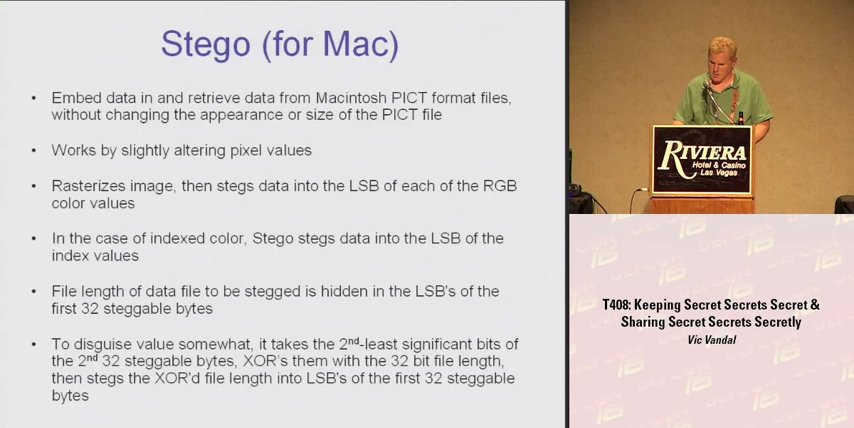 Stego (for Mac)
• Embed data in and retrieve data from Macintosh PICT format files,
without changing the appearance or size of the PICT file
• Works by slightly altering pixel values
• Rasterizes image, then stegs data into the LSB of each of the RGB
color values
• In the case of indexed color, Stego stegs data into the LSB of the
index values
• File length of data file to be stegged is hidden in the LSB's of the
first 32 steggable bytes
• To disguise value somewhat, it takes the 2nd-least significant bits of
the 2nd 32 steggable bytes, XOR's them with the 32 bit file length,
then stegs the XOR'd file length into LSB's of the first 32 steggable
bytes
RIVIERA
Hotel & Casino
Las Vegas
T408: Keeping Secret Secrets Secret &
Sharing Secret Secrets Secretly
Vic Vandal